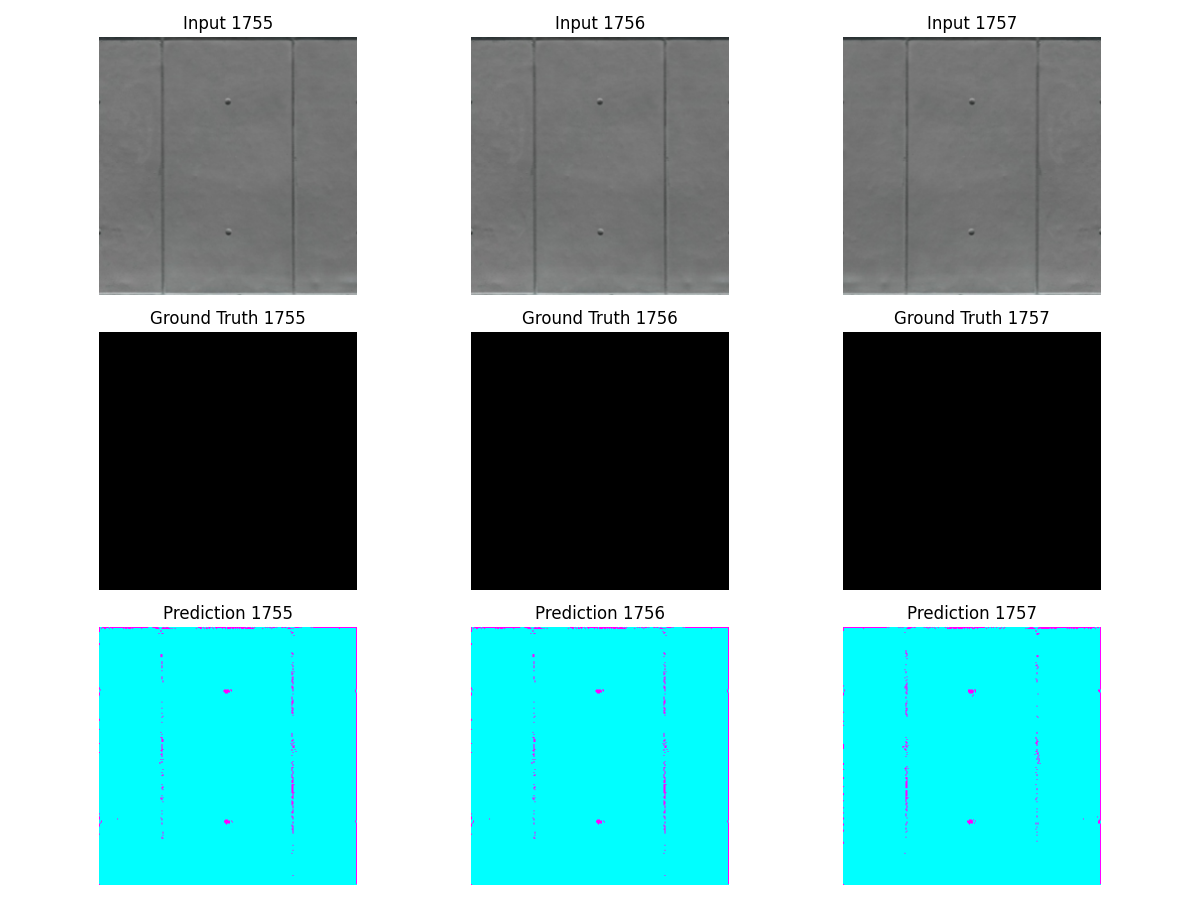 Input 1755
Input 1756
Input 1757
Ground Truth 1755
Ground Truth 1756
Ground Truth 1757
Prediction 1755
Prediction 1756
Prediction 1757